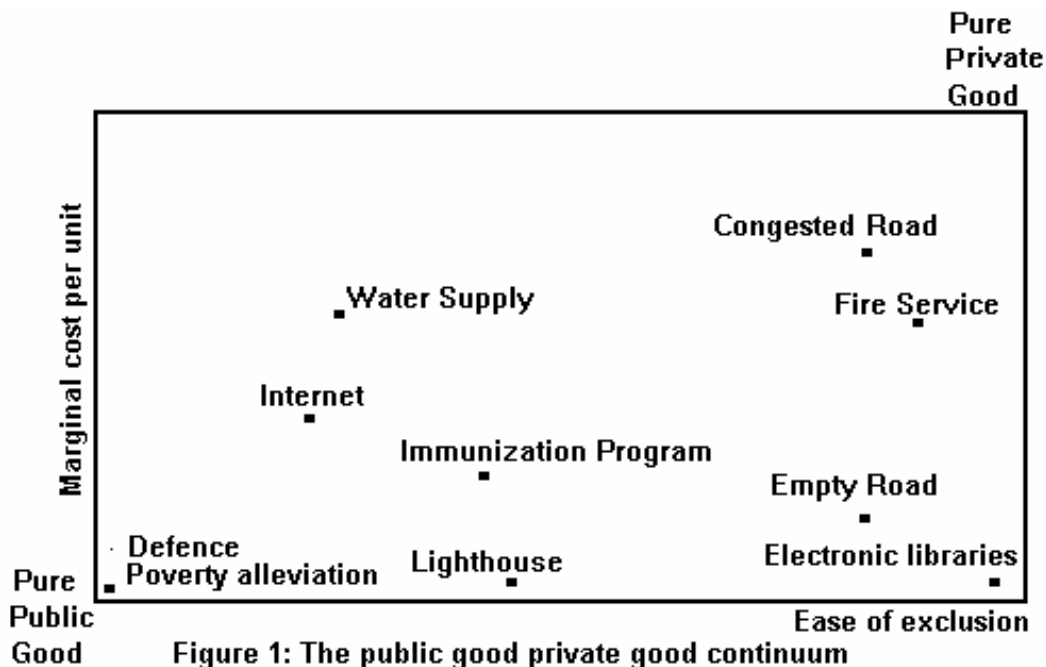 Pure
Private
Good
Marginal cost per unit
Congested Road
Water Supply
Fire Service
Internet
Immunization Program
Empty Road
Defence
Poverty alleviation
Lighthouse
Electronic libraries
Pure
Public
Good
Ease of exclusion
Figure 1: The public good private good continuum